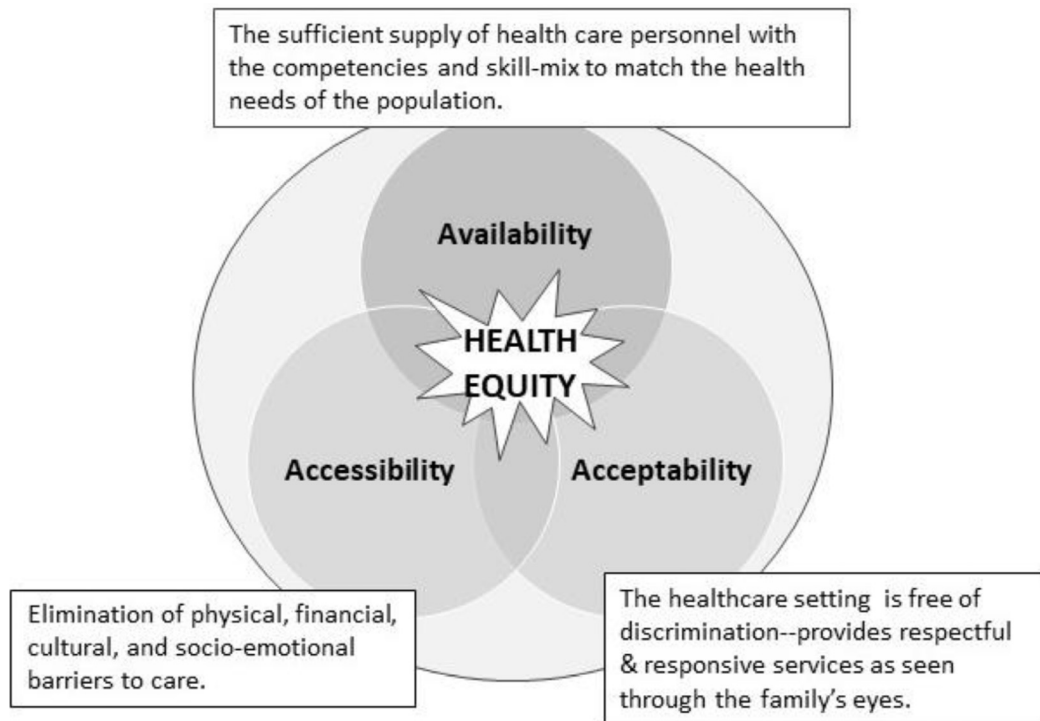 The sufficient supply of health care personnel with
the competencies and skill-mix to match the health
needs of the population.
Availability
HEALTH
EQUITY
Accessibility
Acceptability
Elimination of physical, financial,
cultural, and socio-emotional
barriers to care.
The healthcare setting is free of
discrimination--provides respectful
& responsive services as seen
through the family's eyes.